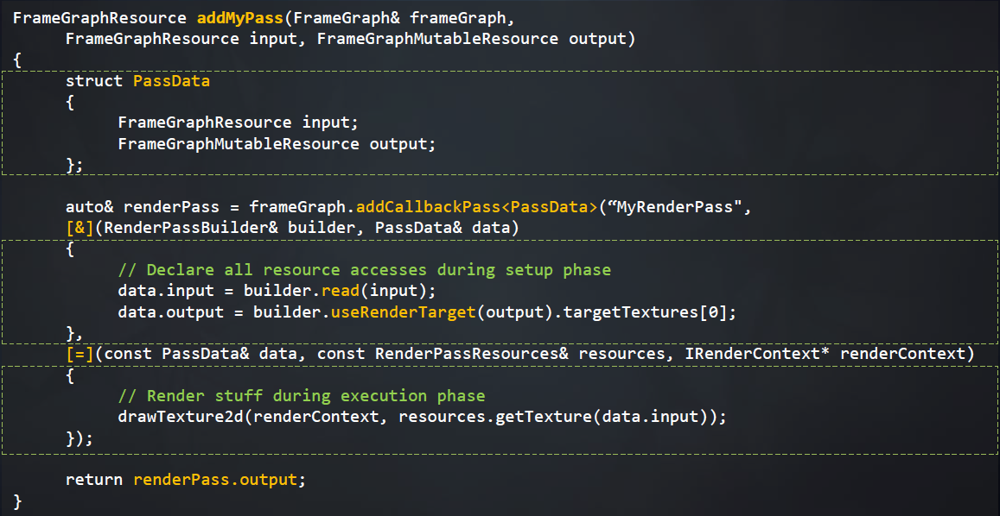 FrameGraphResource addMyPass(FrameGraph& frameGraph,
FrameGraphResource input, FrameGraphMutableResource output)
{
struct PassData
{
FrameGraphResource input;
FrameGraphMutableResource output;
};
auto& renderPass = frameGraph.addCallbackPass<PassData>(“MyRenderPass",
[&](RenderPassBuilder& builder, PassData& data)
{
// Declare all resource accesses during setup phase
data.input = builder.read(input);
data.output = builder.useRenderTarget(output).targetTextures[0];
},
[=](const PassData& data, const RenderPassResources& resources, IRenderContext* renderContext)
{
// Render stuff during execution phase
drawTexture2d(renderContext, resources.getTexture(data.input));
});
return renderPass.output;
}